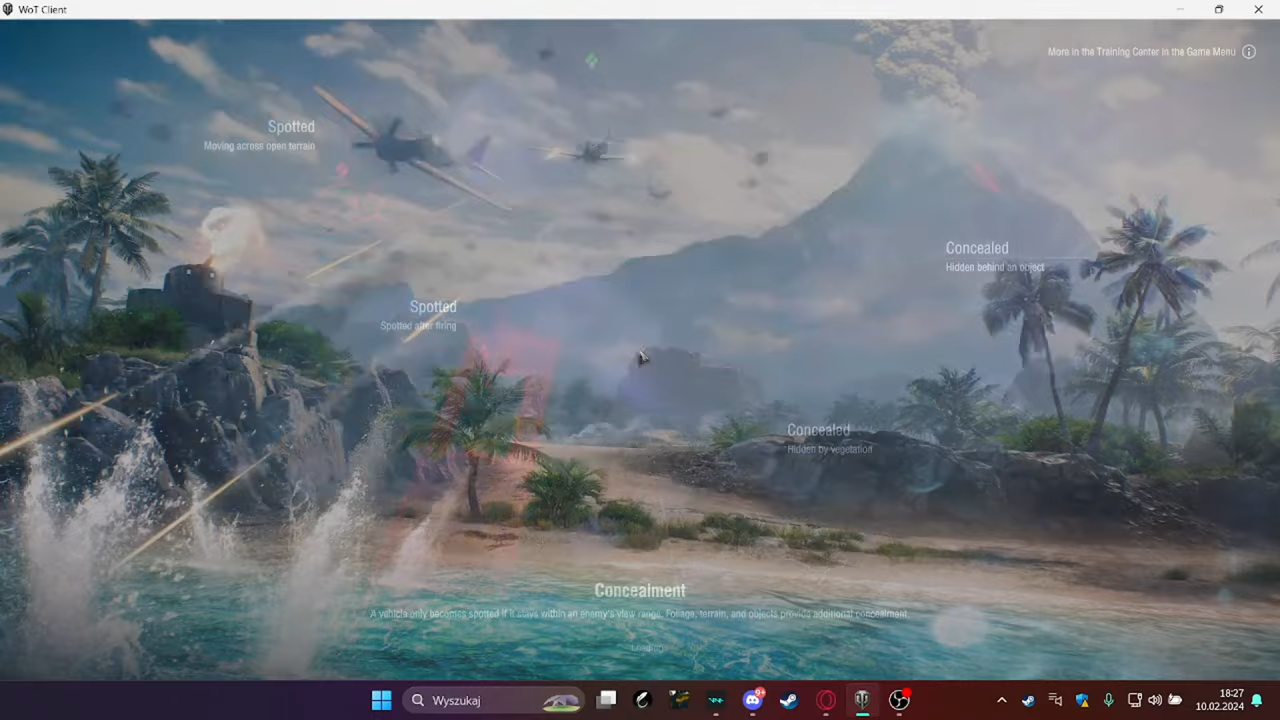 WoT Client
More in the Training Center in the Game Menu
Spotted
Moving across open terrain
Concealed
Hidden behind an object
Spotted
Spotted after firing
Concealed
Hidden by vegetation
Concealment
A vehicle only becomes spotted if it stays within an enemy's view range. Foliage, terrain, and objects provide additional concealment.
Loading...
Wyszukaj
9+
18:27
10.02.2024